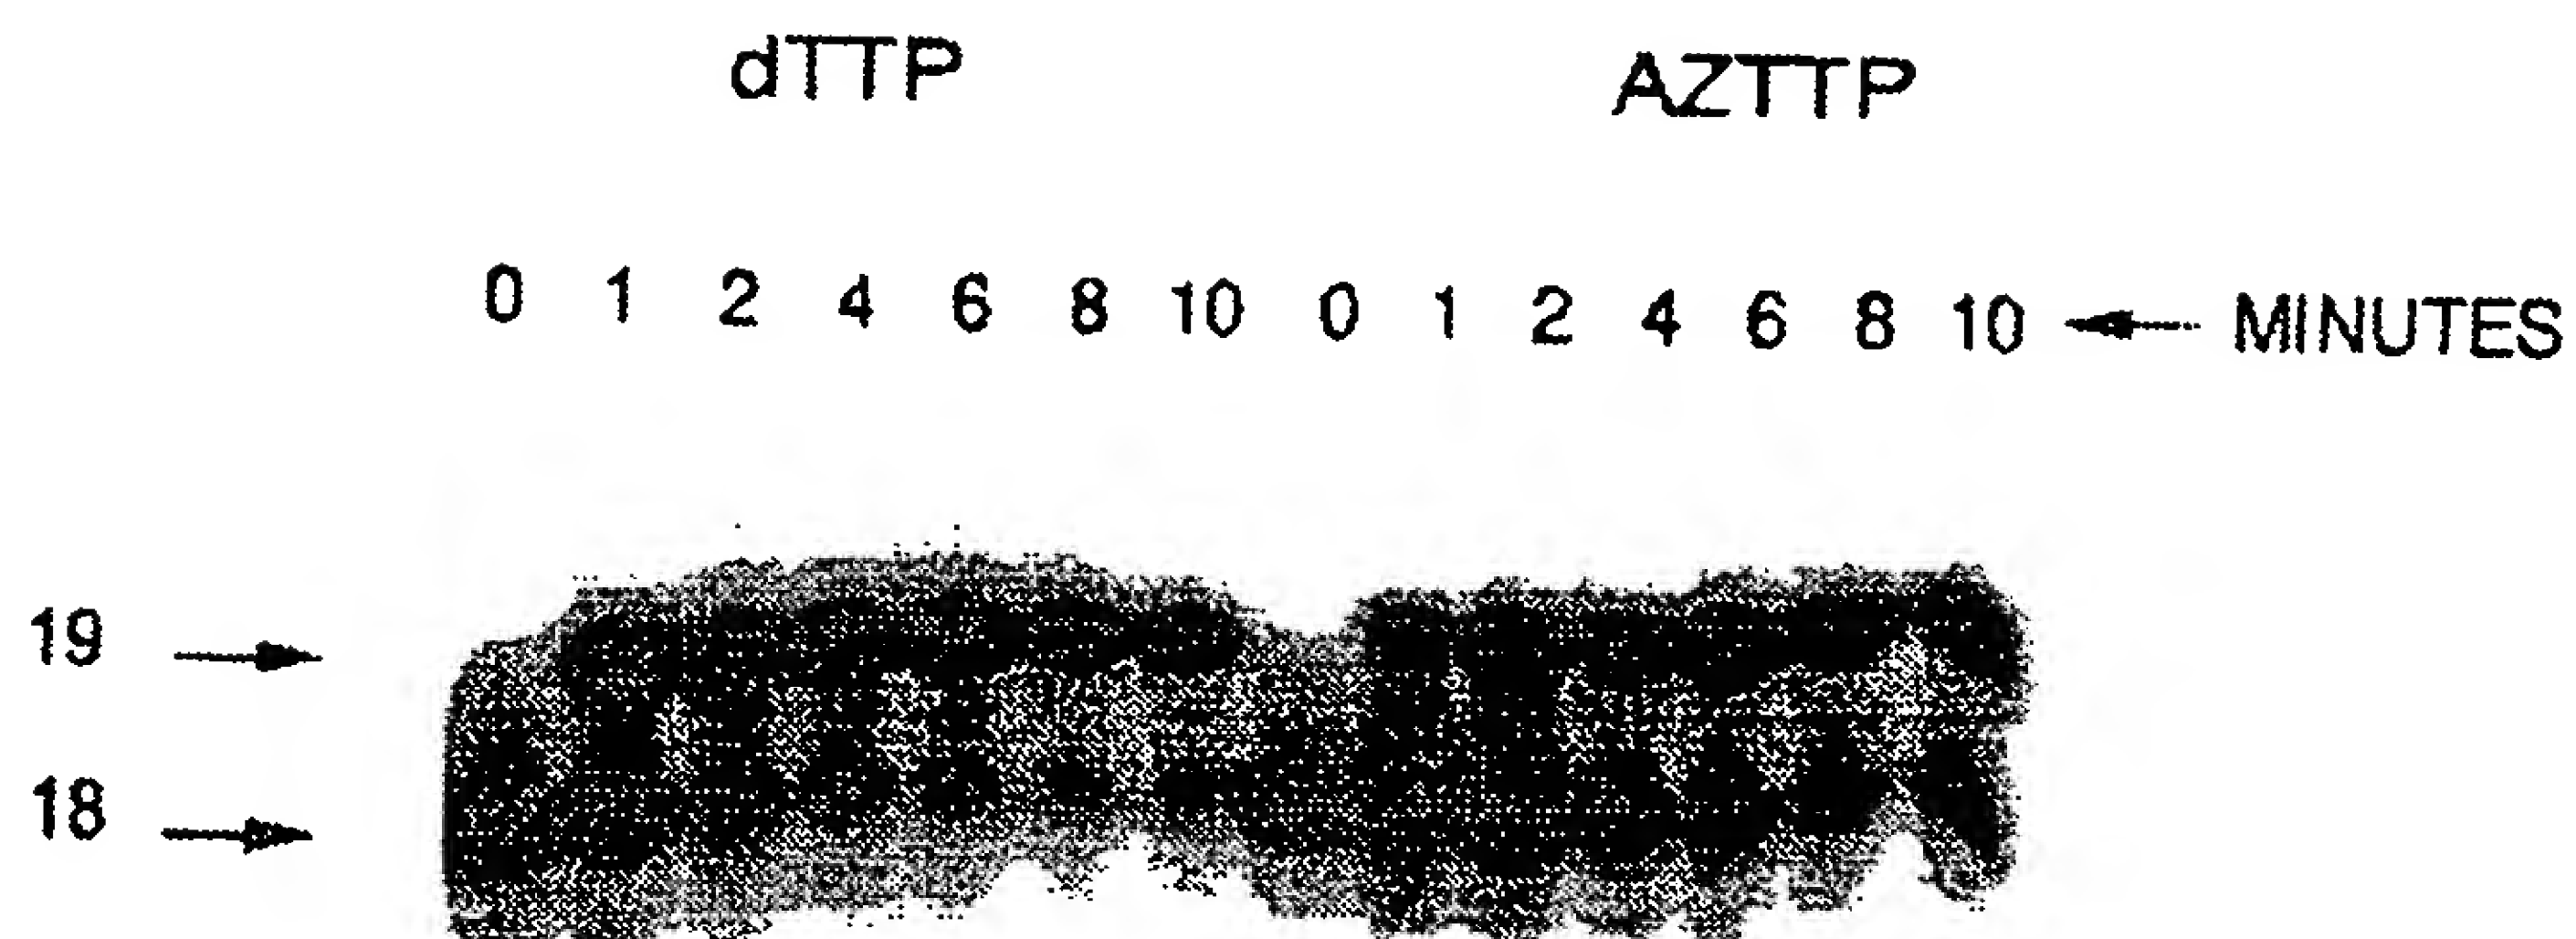 dTTP AZTTP
0 1 2 4 6 8 10 0 1 2 4 6 8 10 ← MINUTES
19 →
18 →